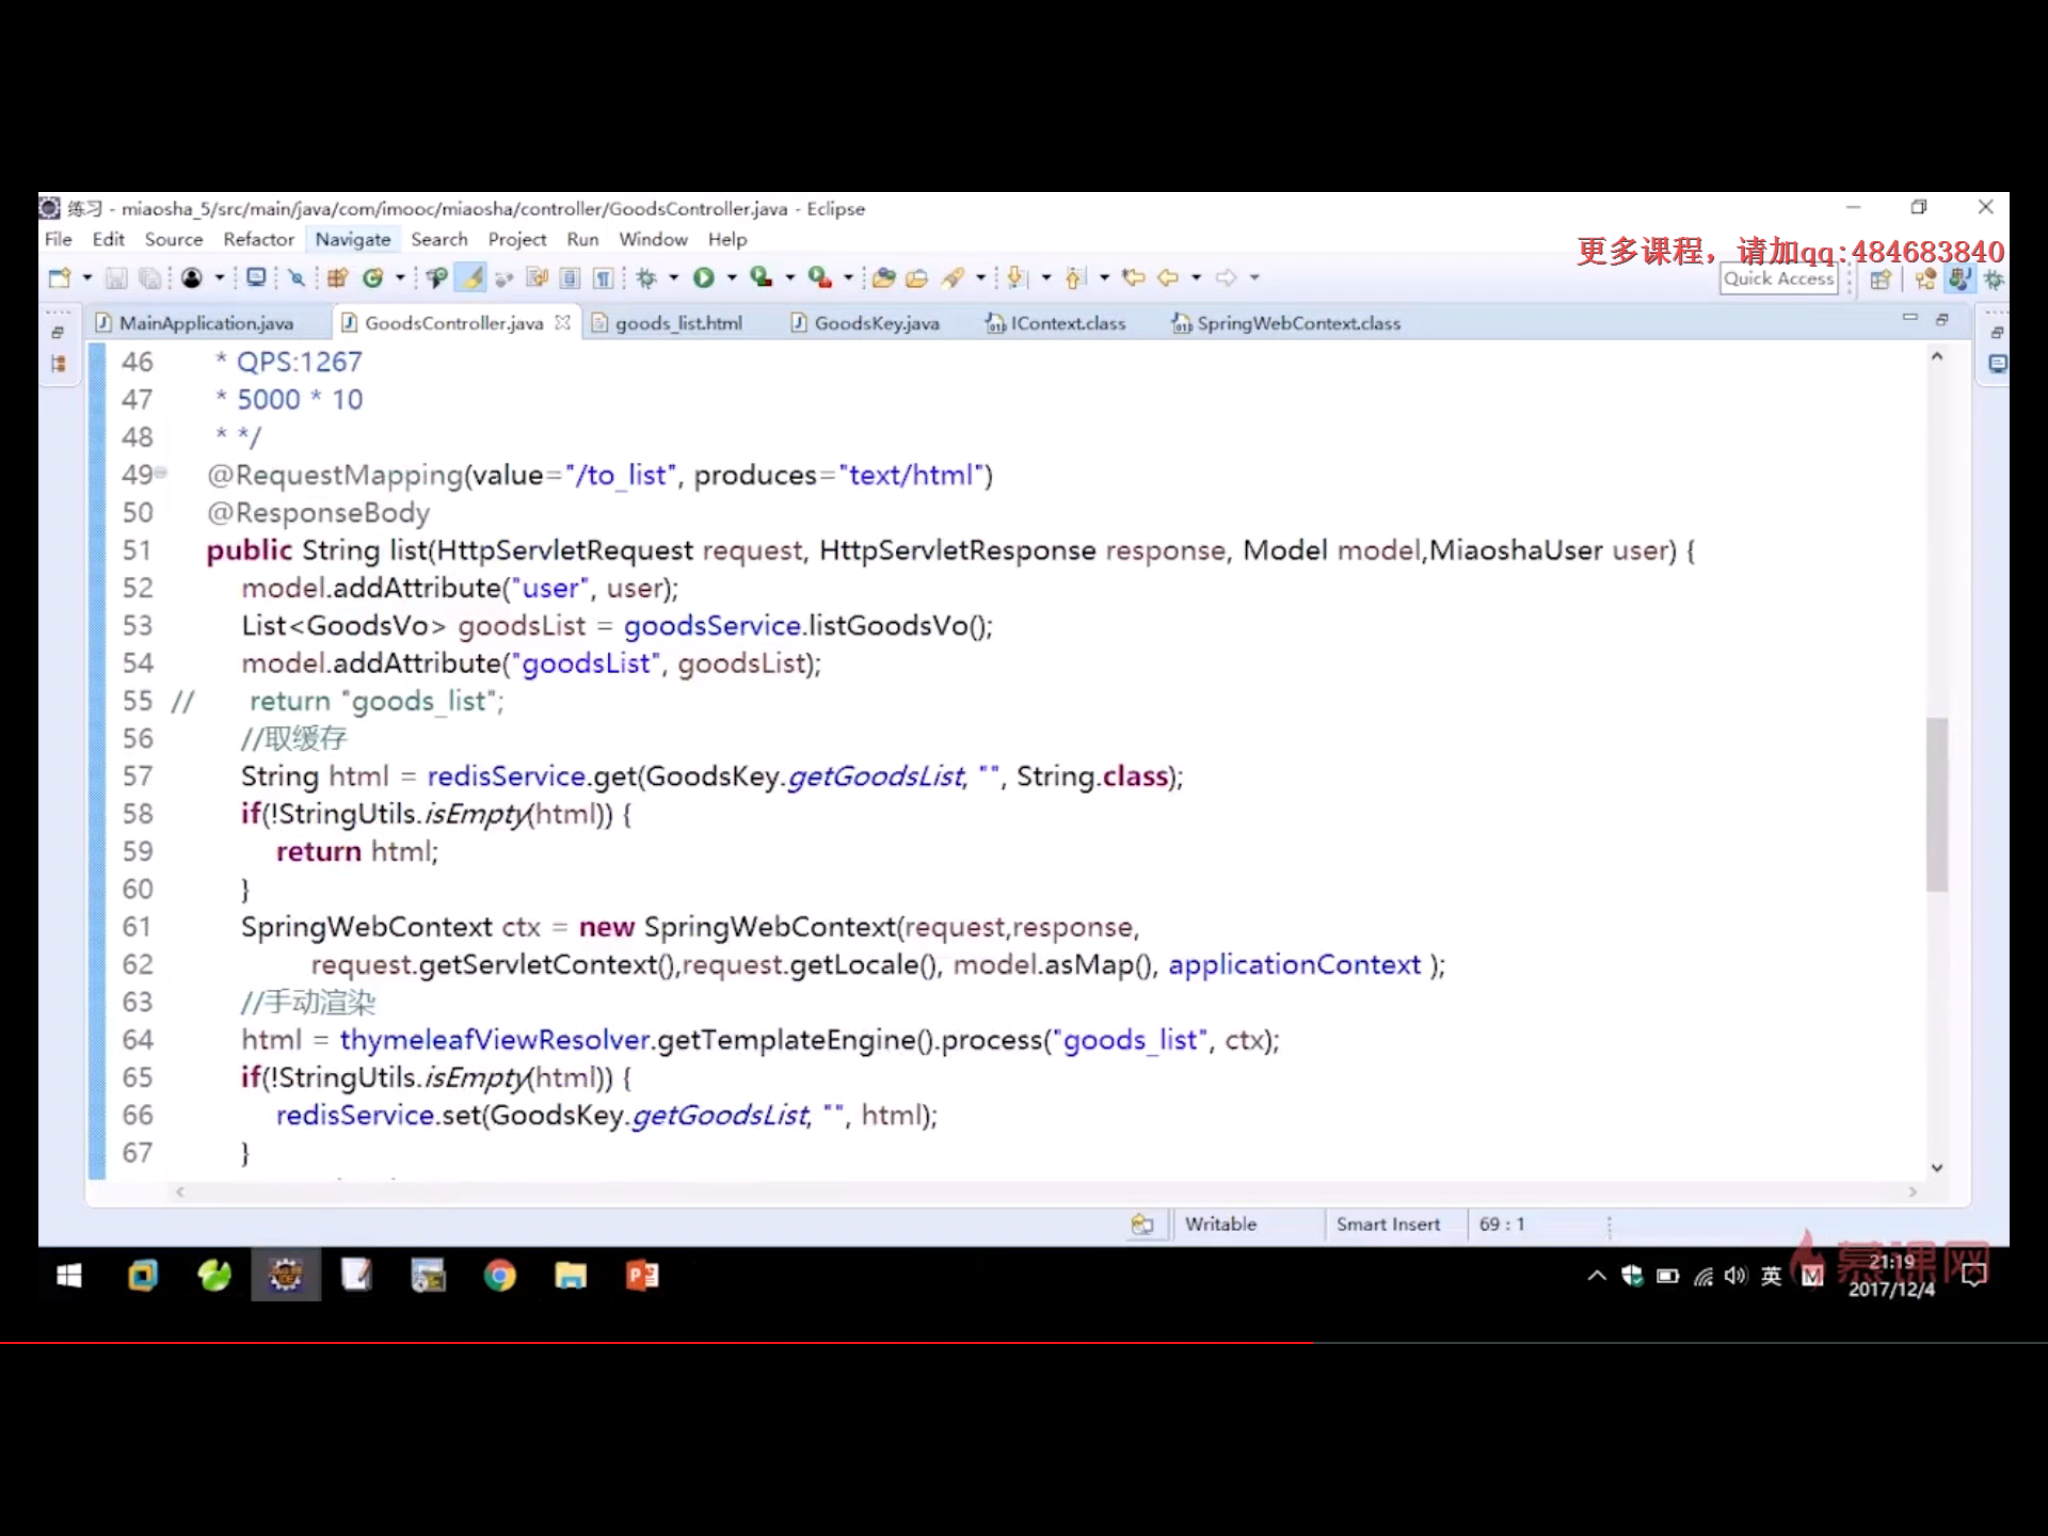 练习 - miaosha_5/src/main/java/com/imooc/miaosha/controller/GoodsController.java - Eclipse
File Edit Source Refactor Navigate Search Project Run Window Help
更多课程，请加qq:484683840
Quick Access
MainApplication.java GoodsController.java goods_list.html GoodsKey.java IContext.class SpringWebContext.class
46 * QPS:1267
47 * 5000 * 10
48 * */
49 @RequestMapping(value="/to_list", produces="text/html")
50 @ResponseBody
51 public String list(HttpServletRequest request, HttpServletResponse response, Model model,MiaoshaUser user) {
52 model.addAttribute("user", user);
53 List<GoodsVo> goodsList = goodsService.listGoodsVo();
54 model.addAttribute("goodsList", goodsList);
55 // return "goods_list";
56 //取缓存
57 String html = redisService.get(GoodsKey.getGoodsList, "", String.class);
58 if(!StringUtils.isEmpty(html)) {
59 return html;
60 }
61 SpringWebContext ctx = new SpringWebContext(request,response,
62 request.getServletContext(),request.getLocale(), model.asMap(), applicationContext );
63 //手动渲染
64 html = thymeleafViewResolver.getTemplateEngine().process("goods_list", ctx);
65 if(!StringUtils.isEmpty(html)) {
66 redisService.set(GoodsKey.getGoodsList, "", html);
67 }
Writable Smart Insert 69 : 1
慕课网
英 M 21:19
2017/12/4